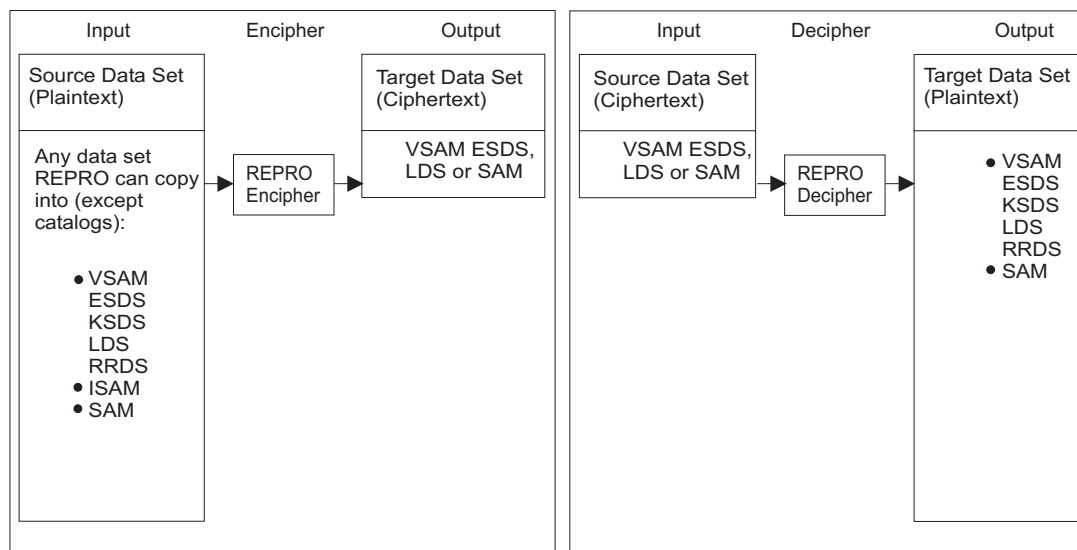 Input Encipher Output
Source Data Set
(Plaintext)
Any data set
REPRO can copy
into (except
catalogs):
● VSAM
ESDS
KSDS
LDS
RRDS
● ISAM
● SAM
REPRO
Encipher
Target Data Set
(Ciphertext)
VSAM ESDS,
LDS or SAM
Input Decipher Output
Source Data Set
(Ciphertext)
VSAM ESDS,
LDS or SAM
REPRO
Decipher
Target Data Set
(Plaintext)
● VSAM
ESDS
KSDS
LDS
RRDS
● SAM